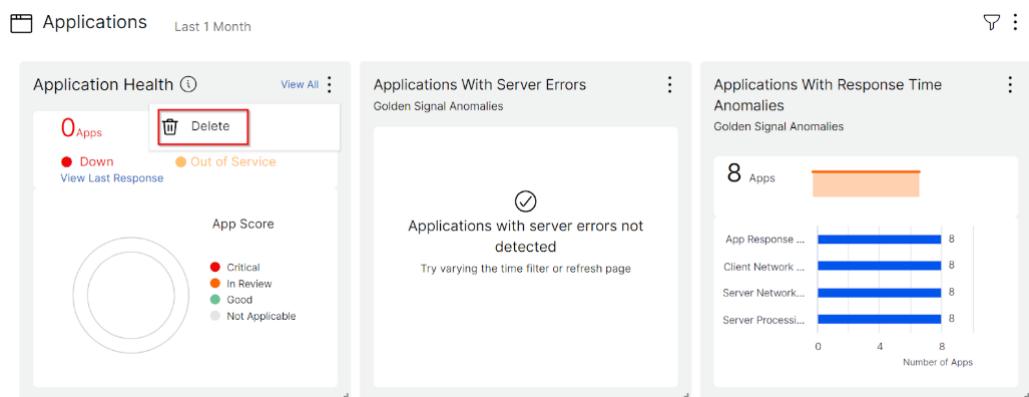 Applications
Last 1 Month
Application Health
View All
Delete
0 Apps
Down
Out of Service
View Last Response
App Score
Critical
In Review
Good
Not Applicable
Applications With Server Errors
Golden Signal Anomalies
Applications with server errors not
detected
Try varying the time filter or refresh page
Applications With Response Time
Anomalies
Golden Signal Anomalies
8 Apps
App Response ... 8
Client Network ... 8
Server Network... 8
Server Processi... 8
0 4 8
Number of Apps